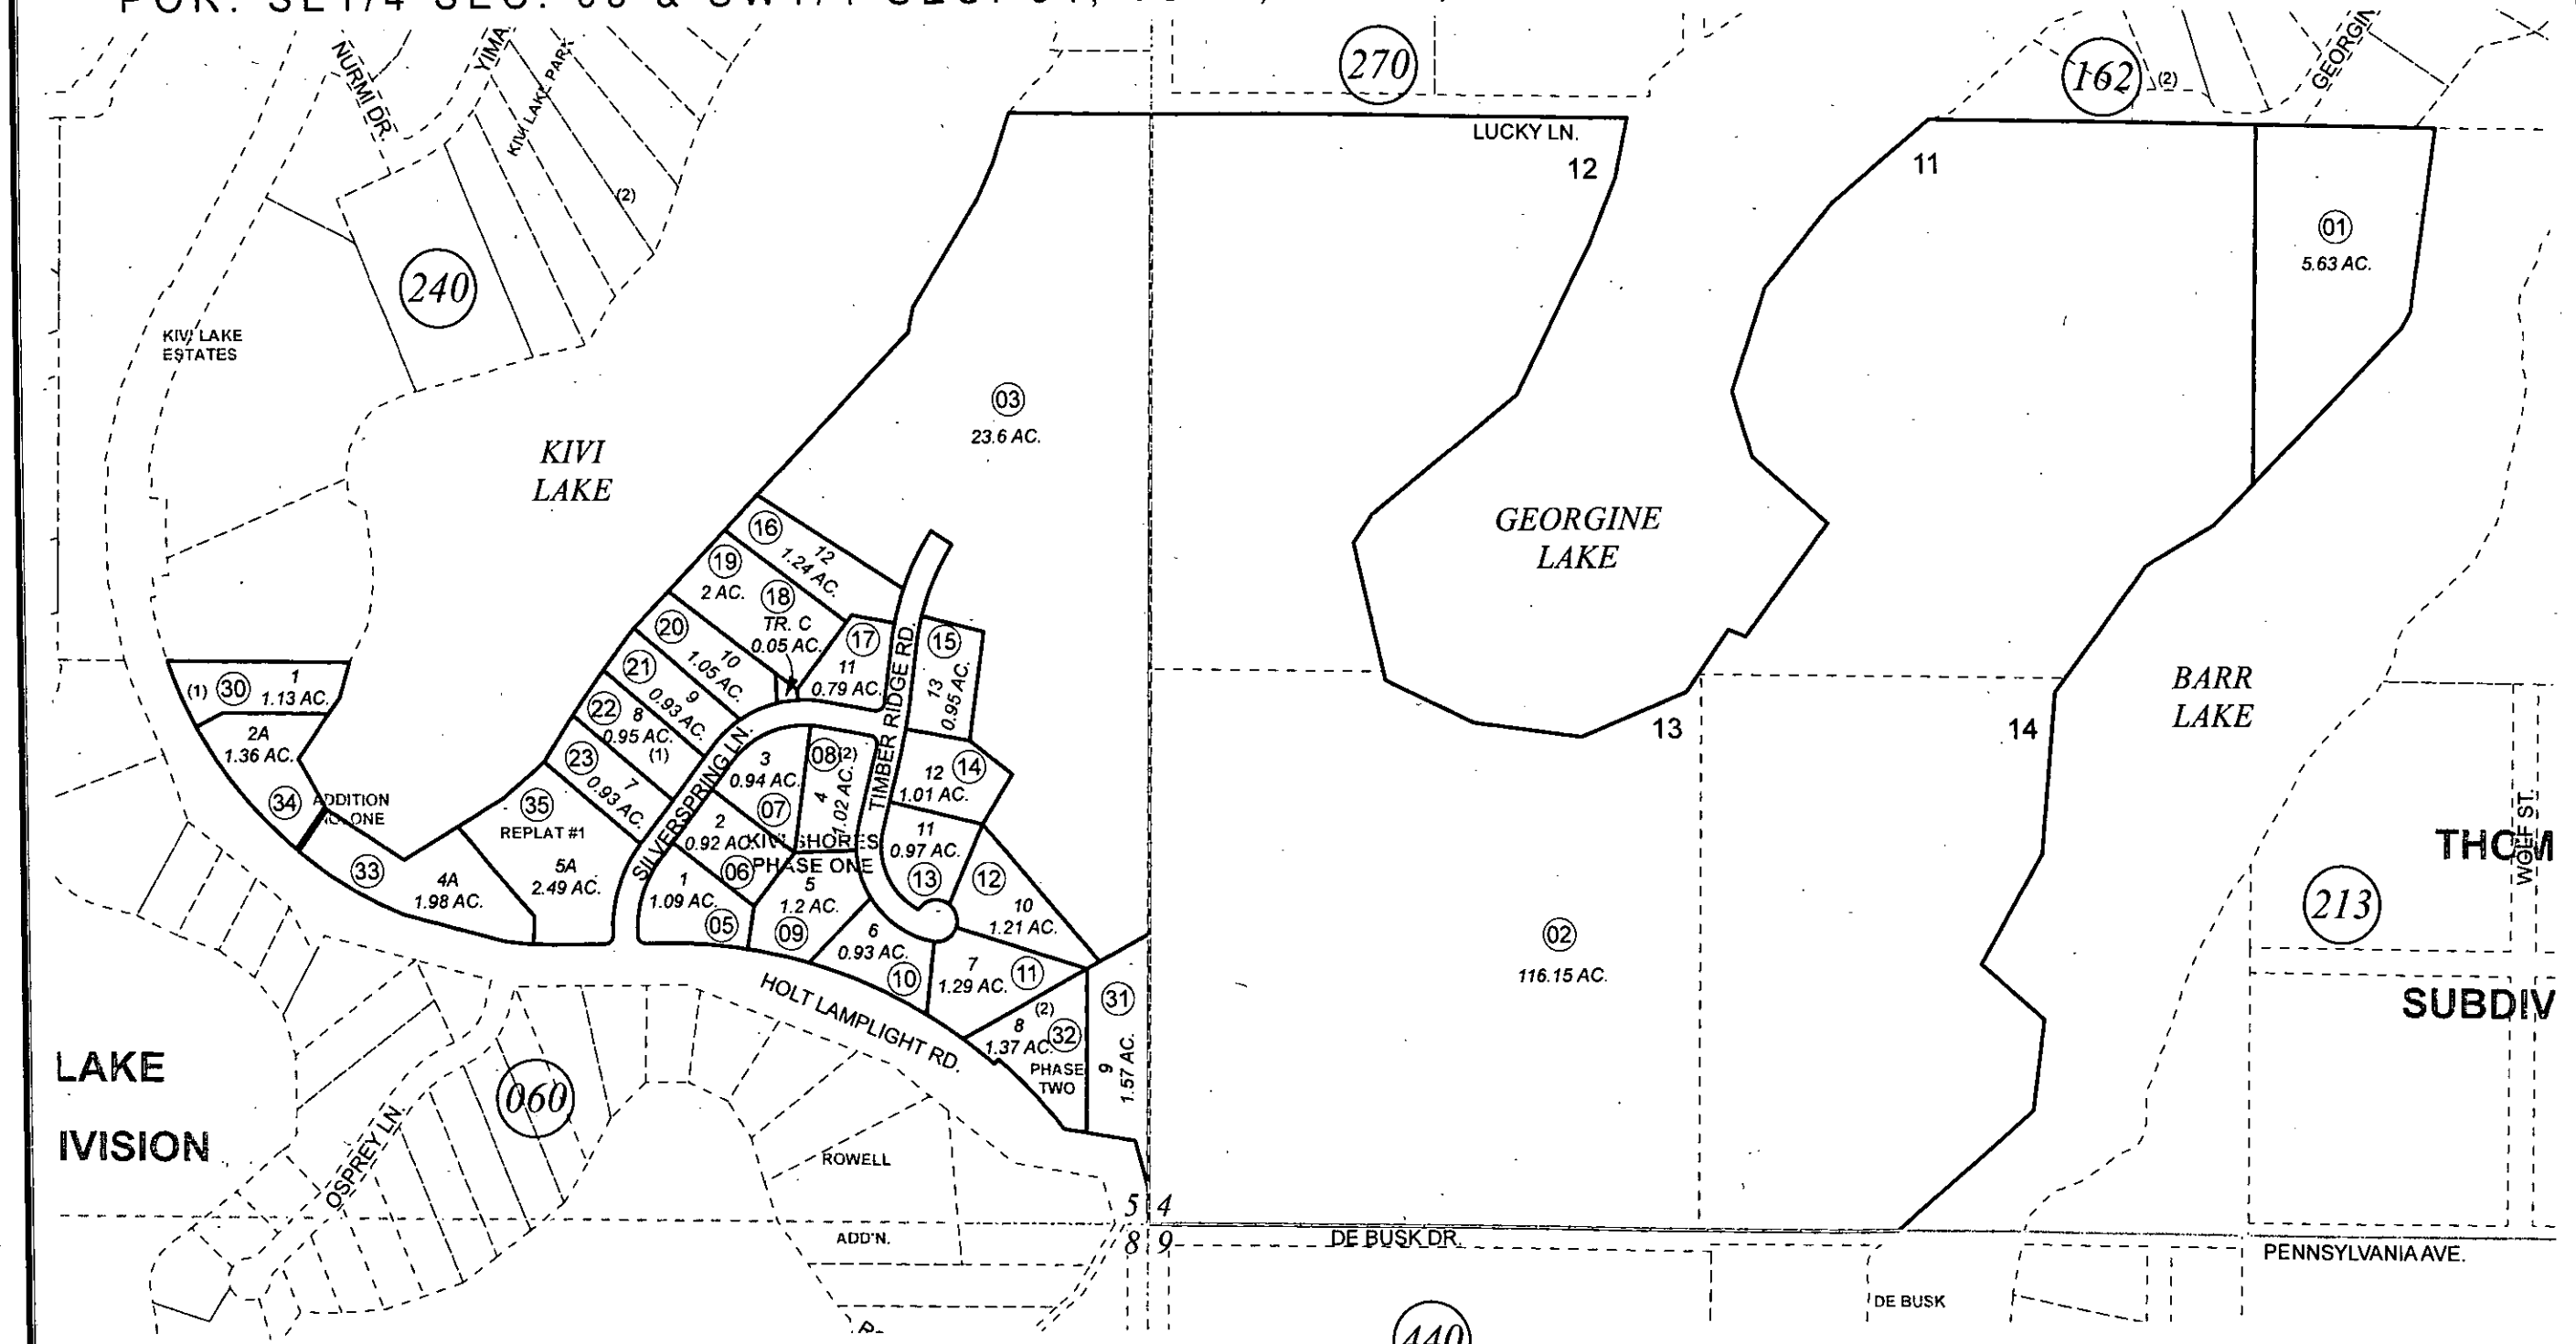 NURMI DR.
YIMA
KIVI LAKE PARK
(2)
240
KIVI LAKE
ESTATES
KIVI
LAKE
270
LUCKY LN.
12
11
162
(2)
GEORGIN
01
5.63 AC.
03
23.6 AC.
GEORGINE
LAKE
16
12
1.24 AC.
19
2 AC.
18
TR. C
0.05 AC.
17
11
0.79 AC.
15
13
0.95 AC.
20
10
1.05 AC.
21
9
0.93 AC.
22
8
0.95 AC.
(1)
23
7
0.93 AC.
(1)
30
1
1.13 AC.
2A
1.36 AC.
34
ADDITION
NO. ONE
33
4A
1.98 AC.
35
REPLAT #1
5A
2.49 AC.
SILVERSPRING LN.
TIMBER RIDGE RD.
3
0.94 AC.
07
08
(2)
4
1.02 AC.
2
0.92 AC.
06
KIVI SHORES
PHASE ONE
1
1.09 AC.
05
5
1.2 AC.
09
6
0.93 AC.
10
12
14
1.01 AC.
11
0.97 AC.
13
12
10
1.21 AC.
7
1.29 AC.
11
(2)
8
32
1.37 AC.
PHASE
TWO
31
9
1.57 AC.
HOLT LAMPLIGHT RD.
13
14
BARR
LAKE
02
116.15 AC.
THOM
WOLF ST.
213
SUBDIV
LAKE
IVISION
060
OSPREY LN.
ROWELL
ADD'N.
5
4
8
9
DE BUSK DR.
PENNSYLVANIA AVE.
DE BUSK
440